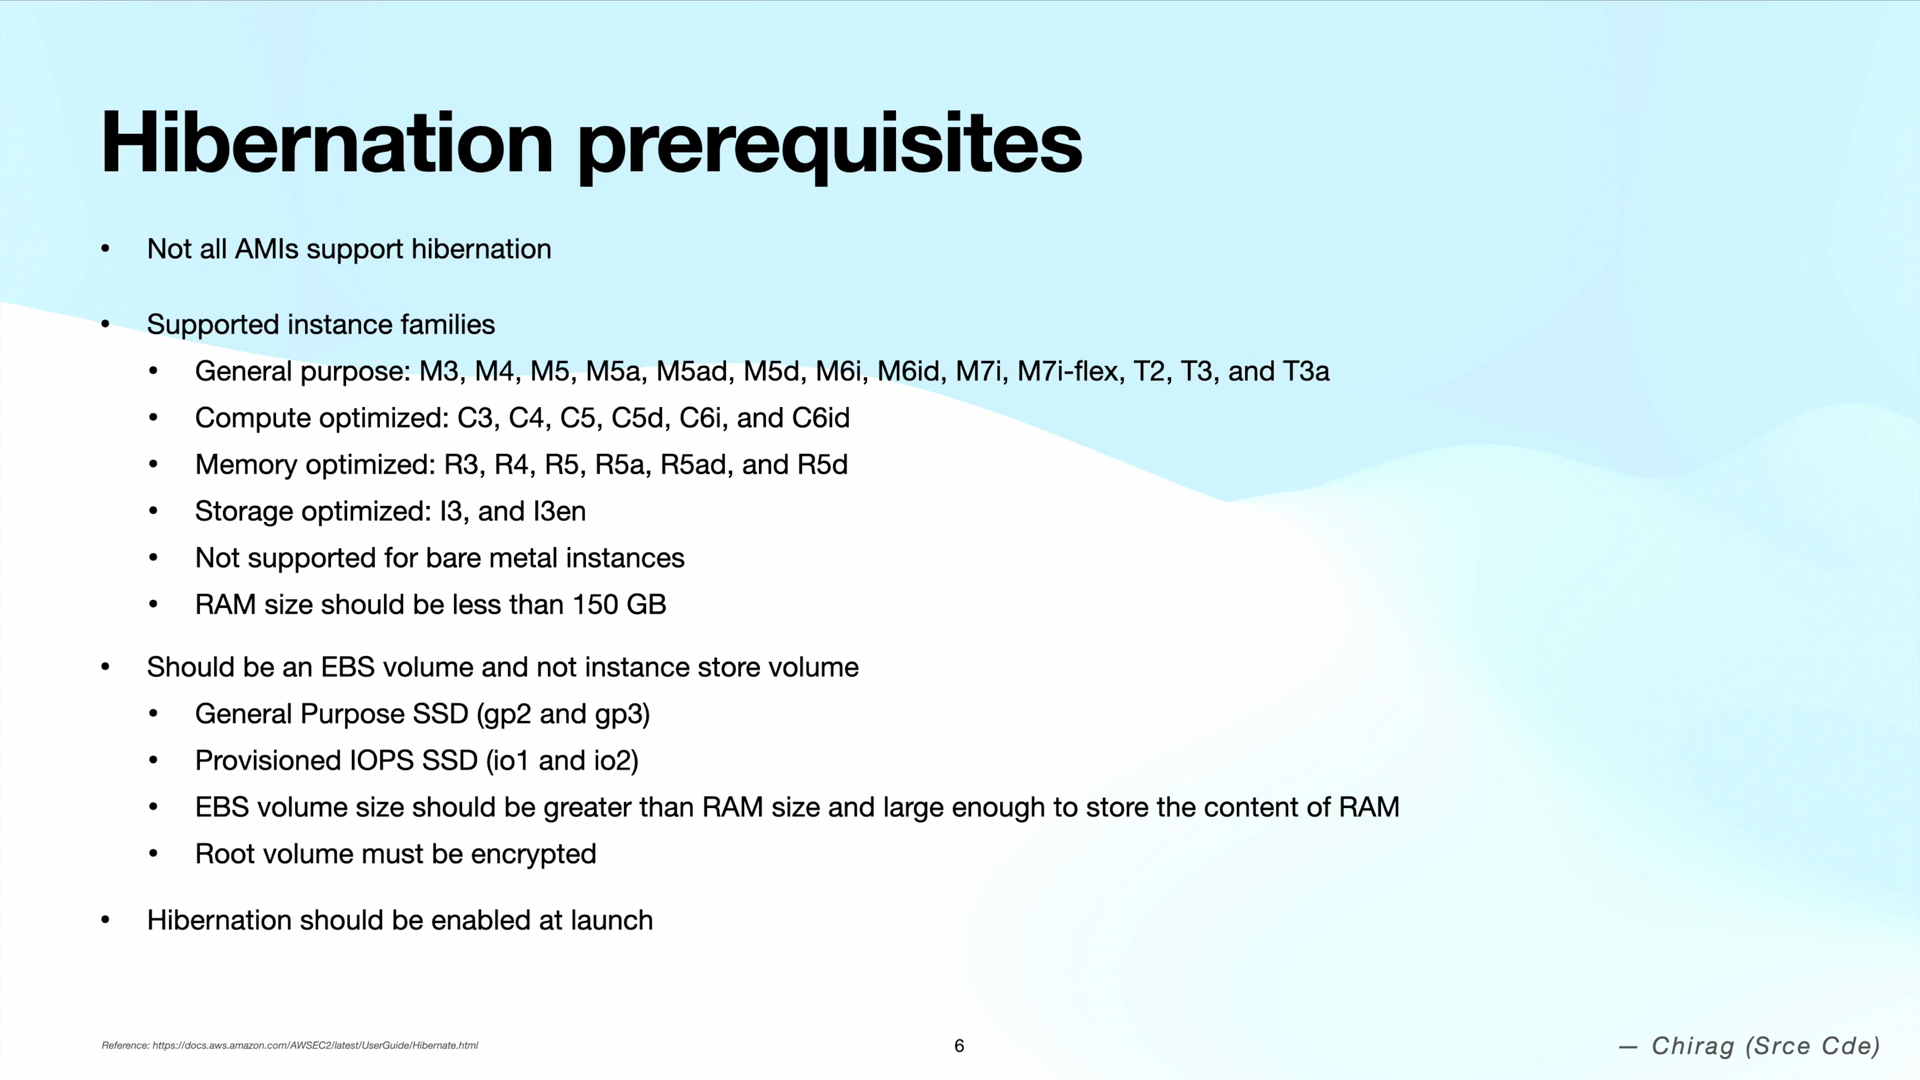 Hibernation prerequisites
• Not all AMIs support hibernation
• Supported instance families
• General purpose: M3, M4, M5, M5a, M5ad, M5d, M6i, M6id, M7i, M7i-flex, T2, T3, and T3a
• Compute optimized: C3, C4, C5, C5d, C6i, and C6id
• Memory optimized: R3, R4, R5, R5a, R5ad, and R5d
• Storage optimized: I3, and I3en
• Not supported for bare metal instances
• RAM size should be less than 150 GB
• Should be an EBS volume and not instance store volume
• General Purpose SSD (gp2 and gp3)
• Provisioned IOPS SSD (io1 and io2)
• EBS volume size should be greater than RAM size and large enough to store the content of RAM
• Root volume must be encrypted
• Hibernation should be enabled at launch
Reference: https://docs.aws.amazon.com/AWSEC2/latest/UserGuide/Hibernate.html
6
— Chirag (Srce Cde)